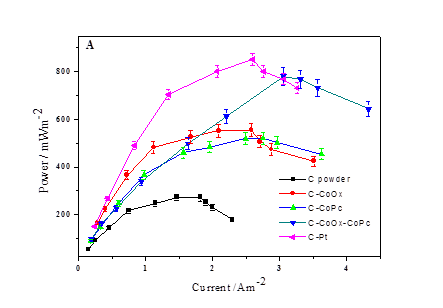 A
800
600
400
200
Power / mWm-2
0
1
2
3
4
Current /Am-2
C powder
C-CoOx
C-CoPc
C-CoOx-CoPc
C-Pt